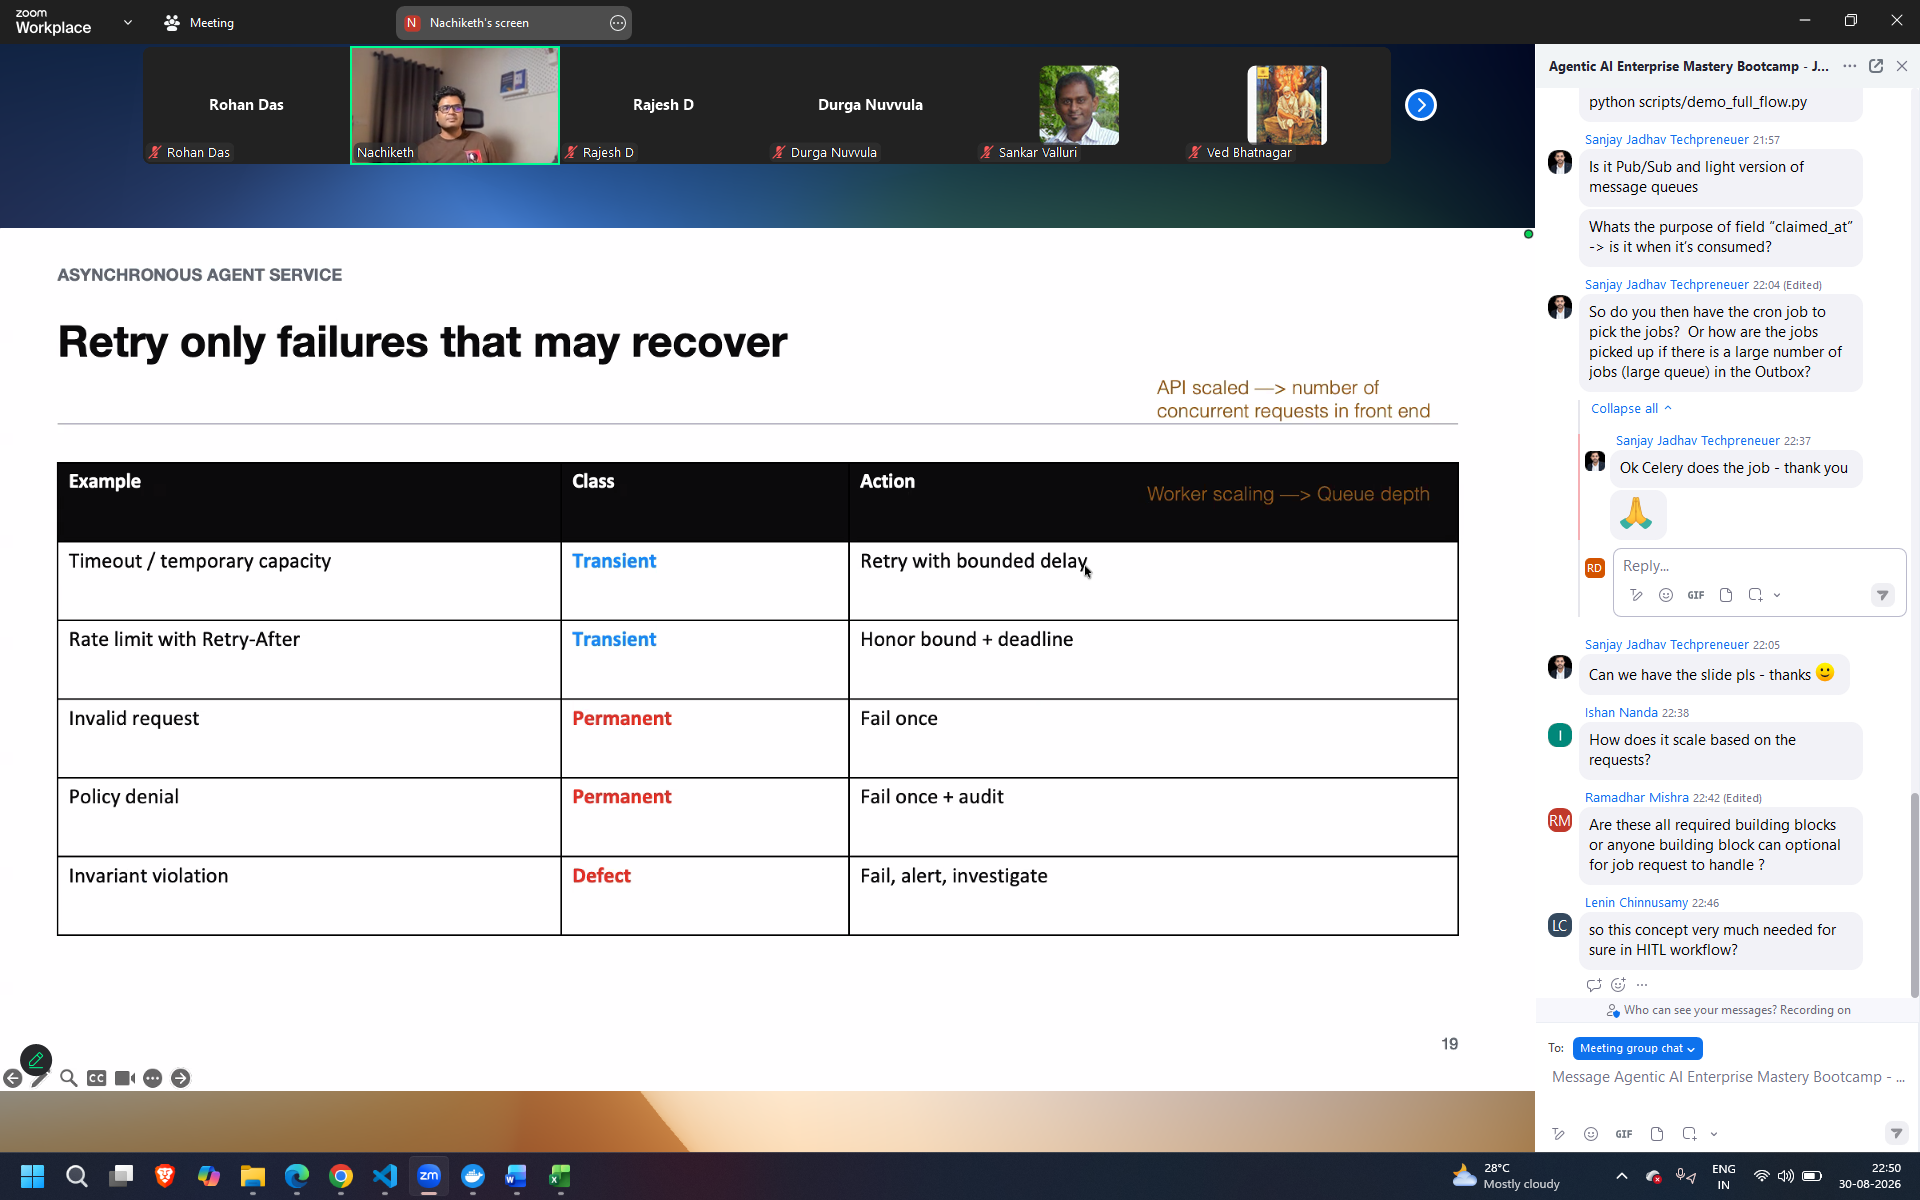 zoom
Workplace
Meeting
N Nachiketh's screen
Rohan Das
Rajesh D
Durga Nuvvula
Rohan Das
Nachiketh
Rajesh D
Durga Nuvvula
Sankar Valluri
Ved Bhatnagar
ASYNCHRONOUS AGENT SERVICE
Retry only failures that may recover
API scaled —> number of
concurrent requests in front end
Example Class Action
Worker scaling —> Queue depth
Timeout / temporary capacity Transient Retry with bounded delay
Rate limit with Retry-After Transient Honor bound + deadline
Invalid request Permanent Fail once
Policy denial Permanent Fail once + audit
Invariant violation Defect Fail, alert, investigate
19
CC
Agentic AI Enterprise Mastery Bootcamp - J...
python scripts/demo_full_flow.py
Sanjay Jadhav Techpreneuer 21:57
Is it Pub/Sub and light version of
message queues
Whats the purpose of field “claimed_at”
-> is it when it’s consumed?
Sanjay Jadhav Techpreneuer 22:04 (Edited)
So do you then have the cron job to
pick the jobs? Or how are the jobs
picked up if there is a large number of
jobs (large queue) in the Outbox?
Collapse all
Sanjay Jadhav Techpreneuer 22:37
Ok Celery does the job - thank you
RD
Reply...
GIF
Sanjay Jadhav Techpreneuer 22:05
Can we have the slide pls - thanks
Ishan Nanda 22:38
I
How does it scale based on the
requests?
Ramadhar Mishra 22:42 (Edited)
RM
Are these all required building blocks
or anyone building block can optional
for job request to handle ?
Lenin Chinnusamy 22:46
LC
so this concept very much needed for
sure in HITL workflow?
Who can see your messages? Recording on
To: Meeting group chat
Message Agentic AI Enterprise Mastery Bootcamp - ...
GIF
zm
28°C
Mostly cloudy
ENG
IN
22:50
30-08-2026